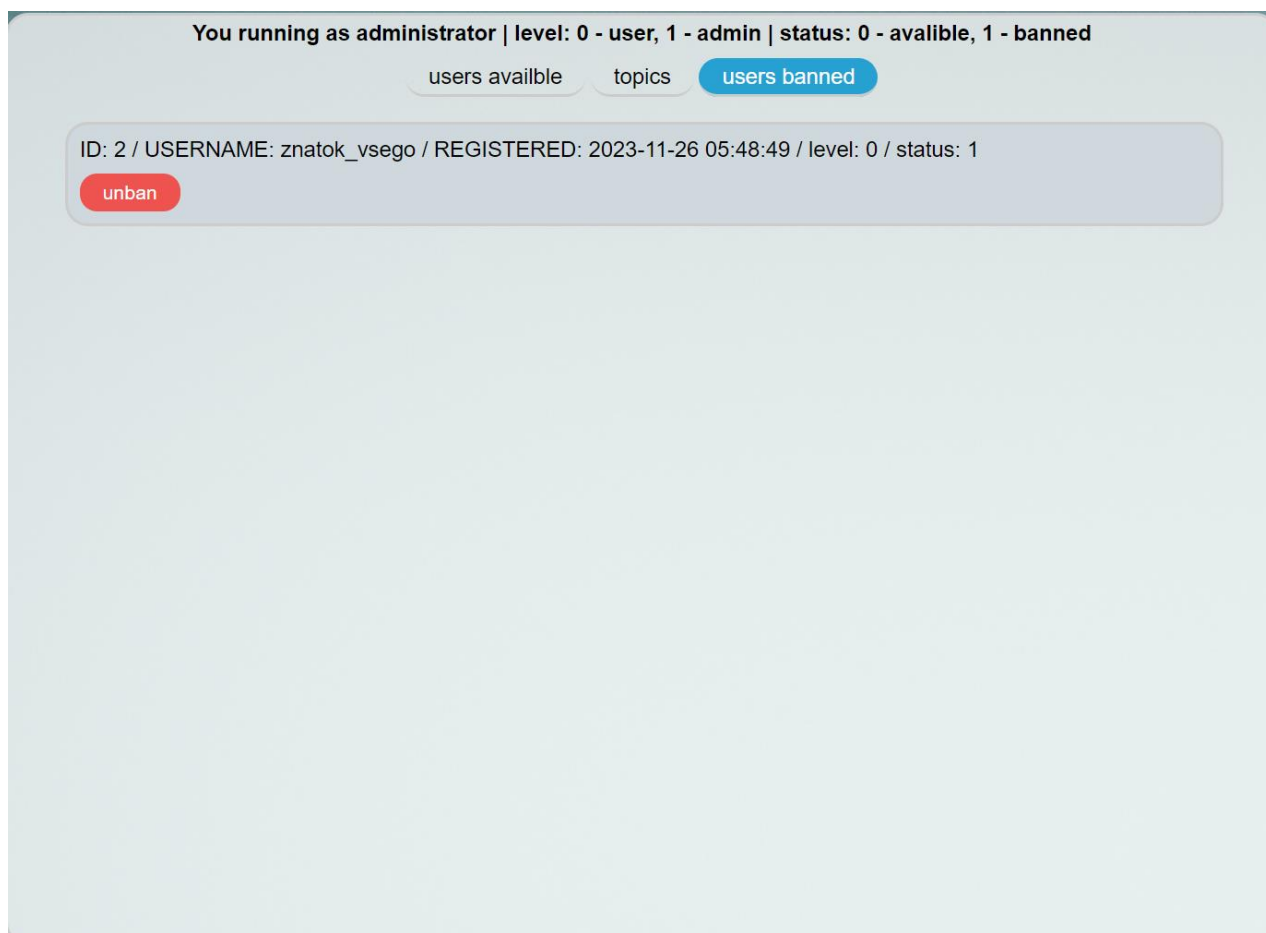 You running as administrator | level: 0 - user, 1 - admin | status: 0 - avalible, 1 - banned
users availble topics users banned
ID: 2 / USERNAME: znatok_vsego / REGISTERED: 2023-11-26 05:48:49 / level: 0 / status: 1
unban